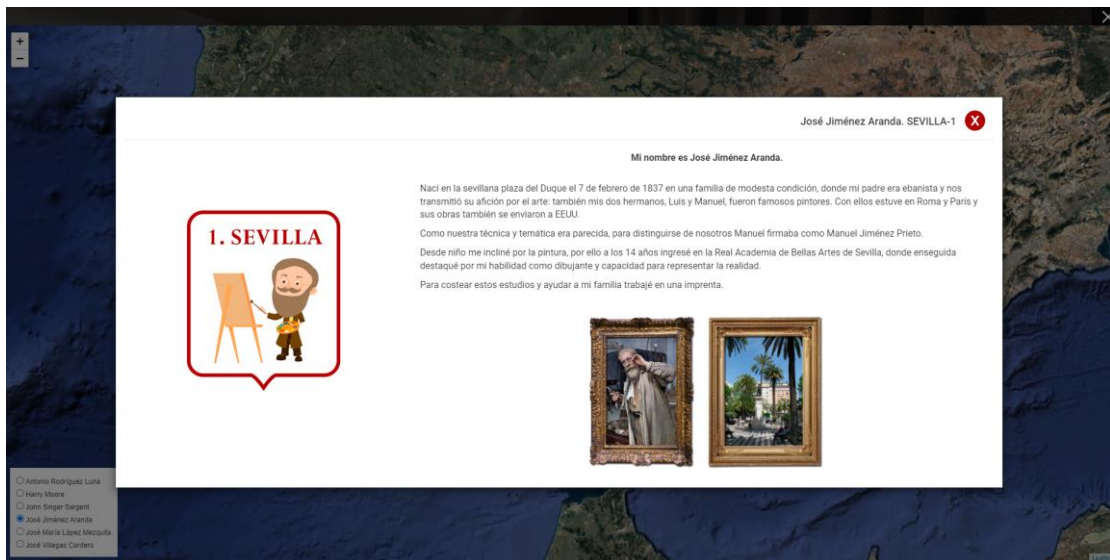 +
−
José Jiménez Aranda. SEVILLA-1 X
Mi nombre es José Jiménez Aranda.
Nací en la sevillana plaza del Duque el 7 de febrero de 1837 en una familia de modesta condición, donde mi padre era ebanista y nos
transmitió su afición por el arte: también mis dos hermanos, Luis y Manuel, fueron famosos pintores. Con ellos estuve en Roma y París y
sus obras también se enviaron a EEUU.
Como nuestra técnica y temática era parecida, para distinguirse de nosotros Manuel firmaba como Manuel Jiménez Prieto.
Desde niño me incliné por la pintura, por ello a los 14 años ingresé en la Real Academia de Bellas Artes de Sevilla, donde enseguida
destaqué por mi habilidad como dibujante y capacidad para representar la realidad.
Para costear estos estudios y ayudar a mi familia trabajé en una imprenta.
1. SEVILLA
Antonio Rodríguez Luna
Harry Moore
John Singer Sargent
José Jiménez Aranda
José María López Mezquita
José Villegas Cordero